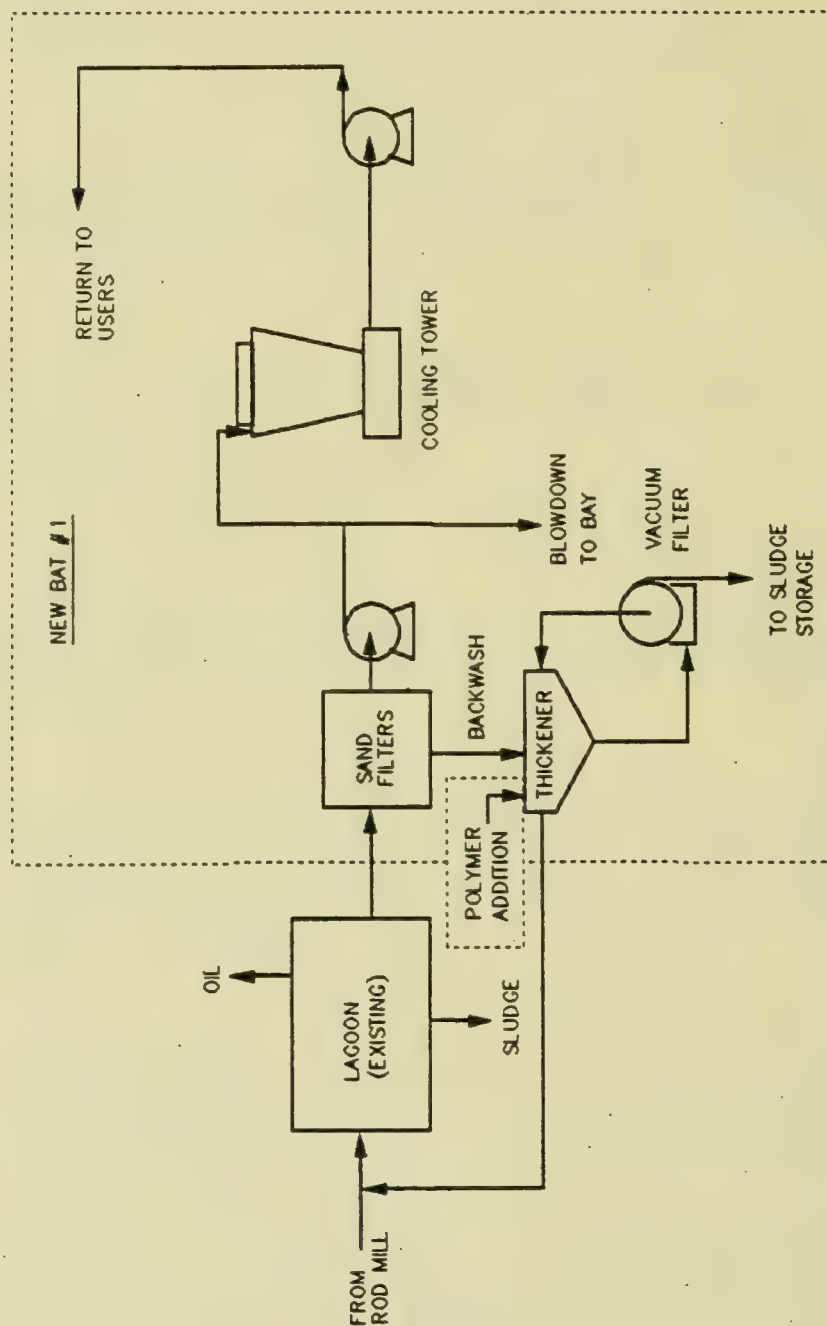 NEW BAT #1
RETURN TO
USERS
OIL
FROM
ROD MILL
LAGOON
(EXISTING)
SLUDGE
SAND
FILTERS
BACKWASH
POLYMER
ADDITION
THICKENER
COOLING TOWER
BLOWDOWN
TO BAY
VACUUM
FILTER
TO SLUDGE
STORAGE